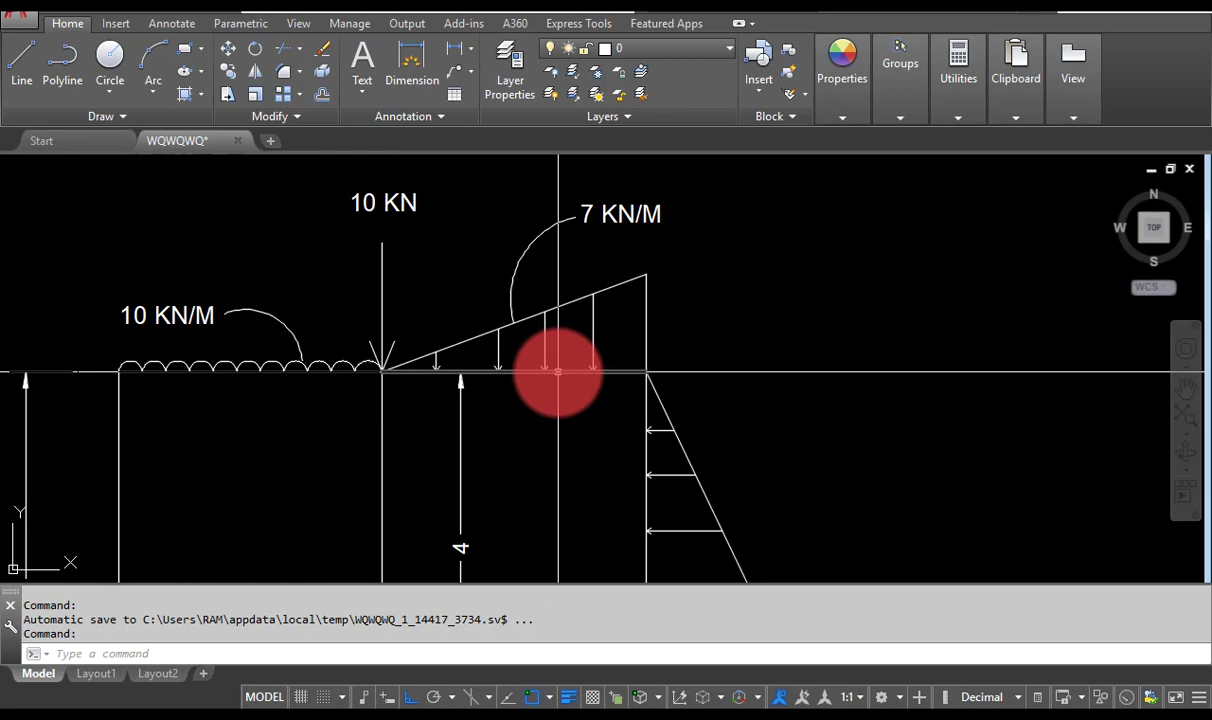 Home Insert Annotate Parametric View Manage Output Add-ins A360 Express Tools Featured Apps
0
Line Polyline Circle Arc Text Dimension Layer Properties Insert Properties Groups Utilities Clipboard View
Draw Modify Annotation Layers Block
Start WQWQWQ*
10 KN
7 KN/M
10 KN/M
4
Y
X
N
W TOP E
S
WCS
Command:
Automatic save to C:\Users\RAM\appdata\local\temp\WQWQWQ_1_14417_3734.sv$ ...
Command:
Type a command
Model Layout1 Layout2
MODEL 1:1 Decimal